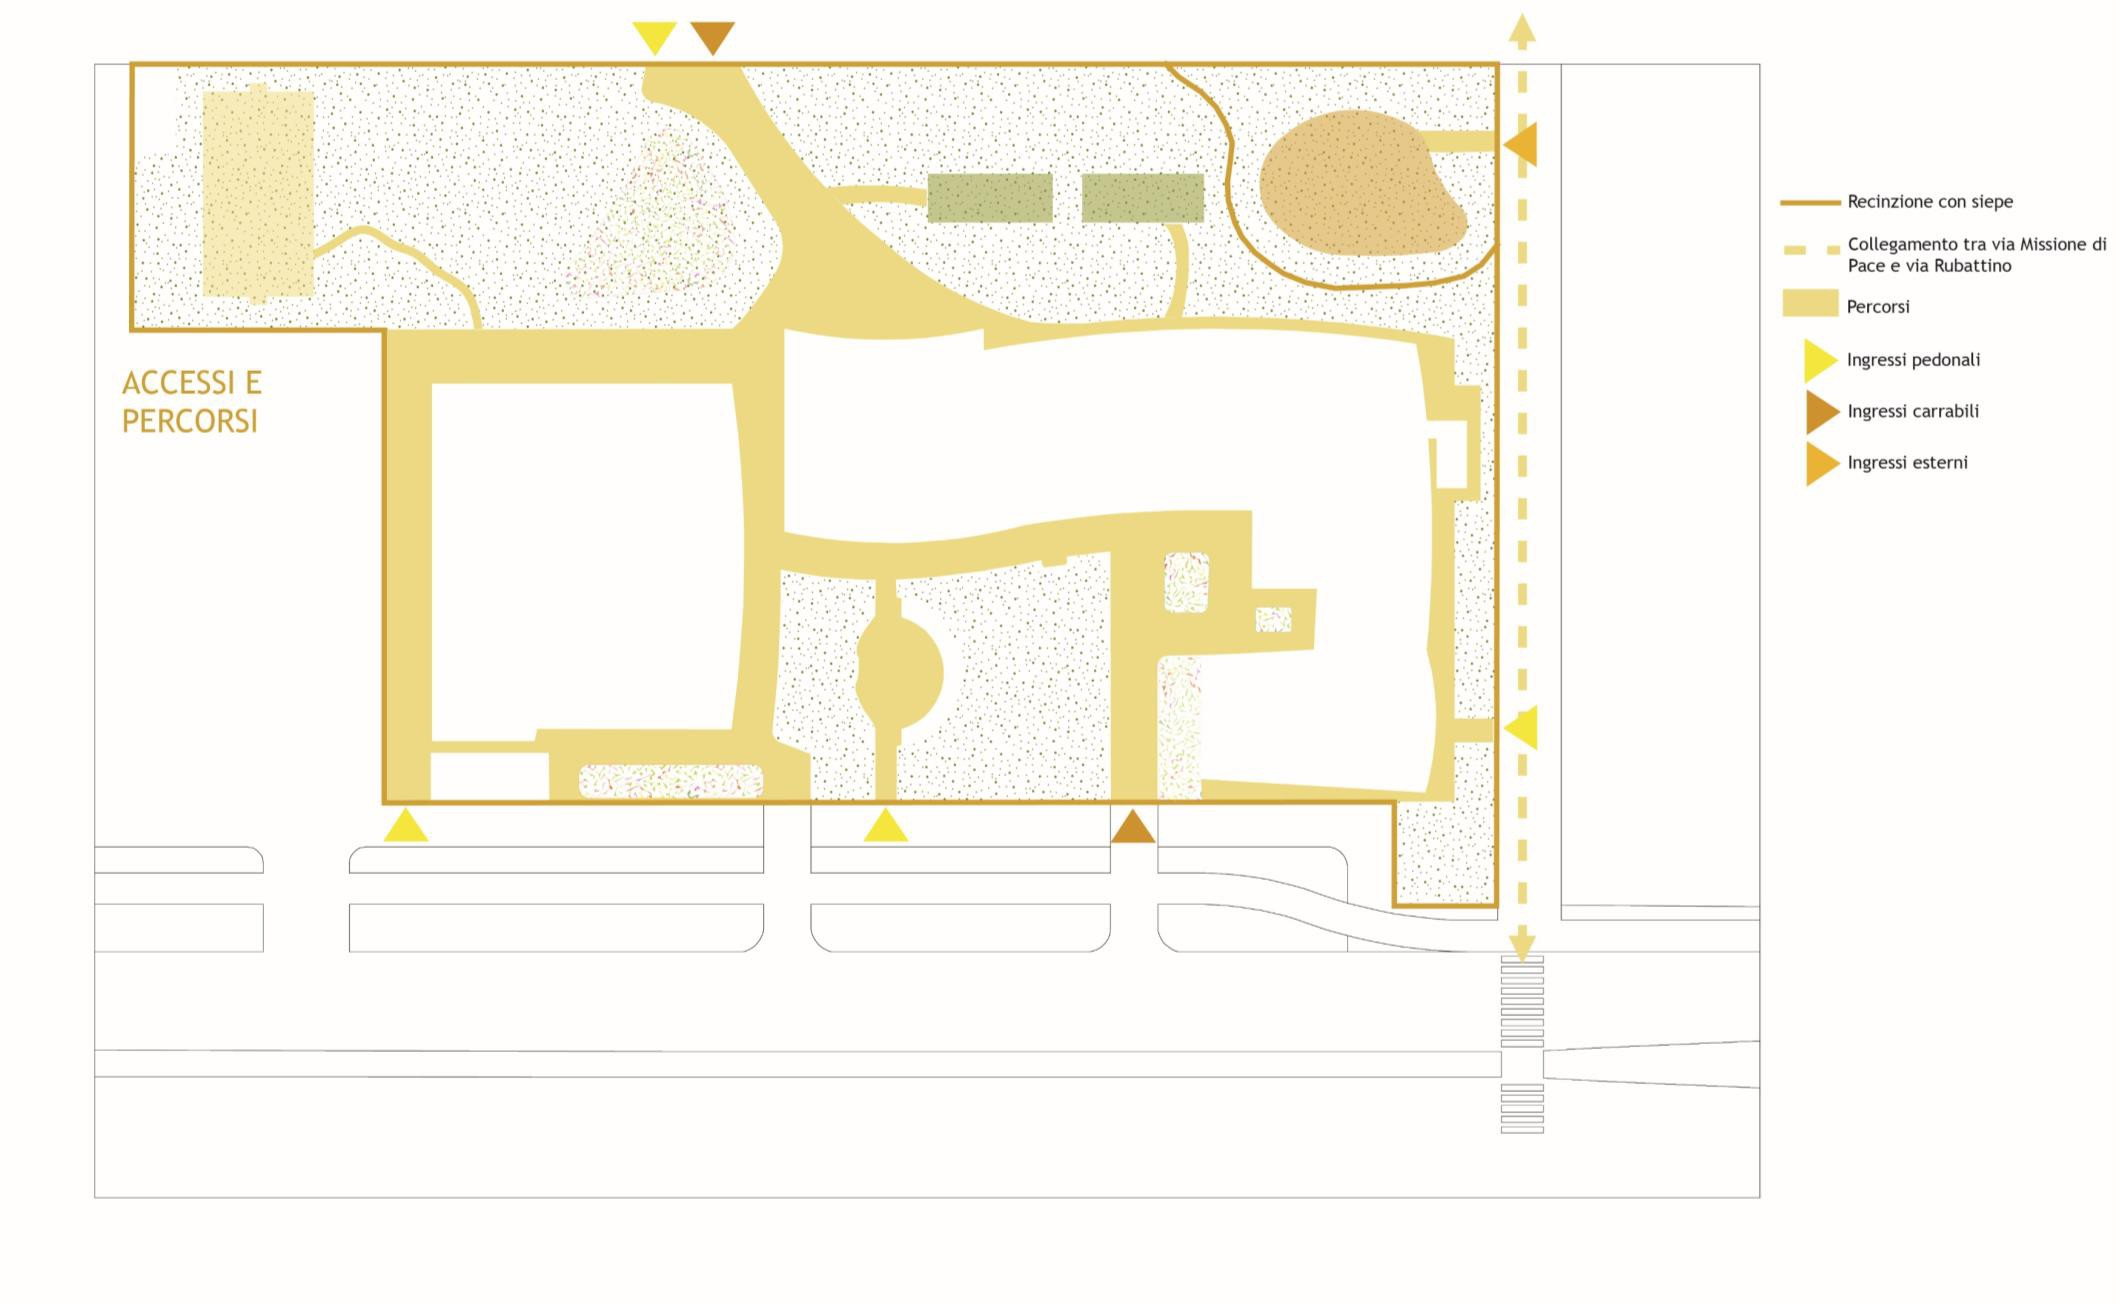 ACCESSI E
PERCORSI
Recinzione con siepe
Collegamento tra via Missione di
Pace e via Rubattino
Percorsi
Ingressi pedonali
Ingressi carrabili
Ingressi esterni